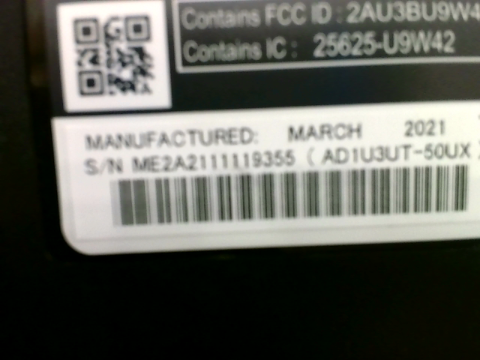 Contains FCC ID : 2AU3BU9W4
Contains IC : 25625-U9W42
MANUFACTURED: MARCH 2021
S/N ME2A2111119355 ( AD1U3UT-50UX )